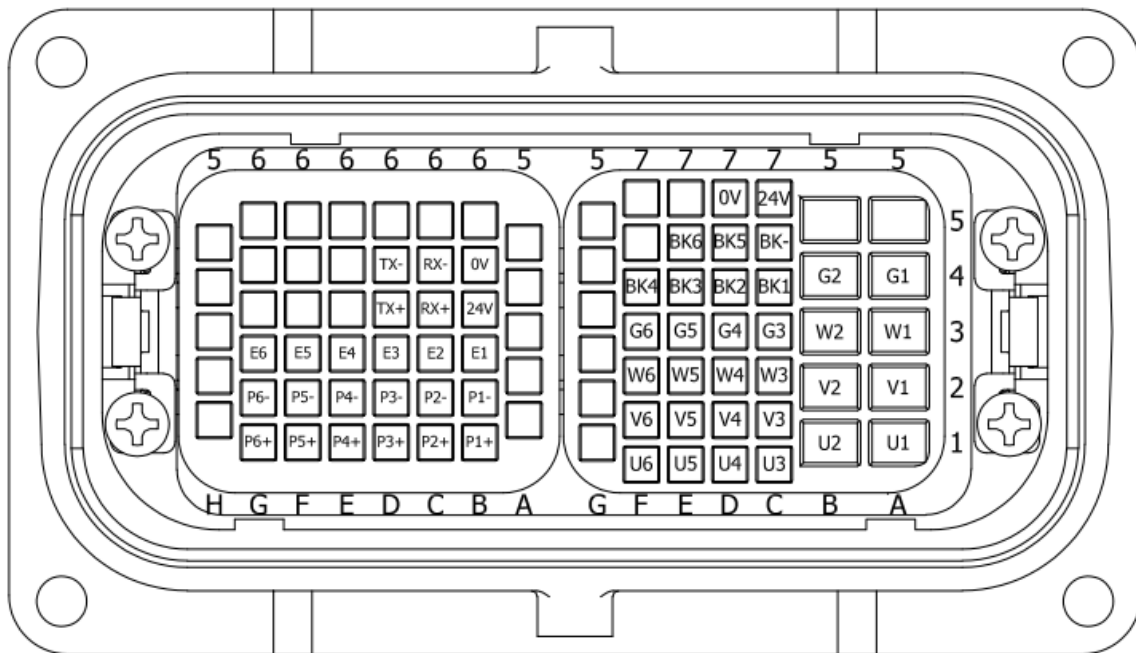 5 6 6 6 6 6 6 5 5 7 7 7 7 5 5
0V 24V
5
BK6 BK5 BK-
TX- RX- 0V G2 G1 4
BK4 BK3 BK2 BK1
TX+ RX+ 24V
G6 G5 G4 G3 W2 W1 3
E6 E5 E4 E3 E2 E1
W6 W5 W4 W3 V2 V1 2
P6- P5- P4- P3- P2- P1-
V6 V5 V4 V3
P6+ P5+ P4+ P3+ P2+ P1+ U2 U1 1
U6 U5 U4 U3
H G F E D C B A G F E D C B A